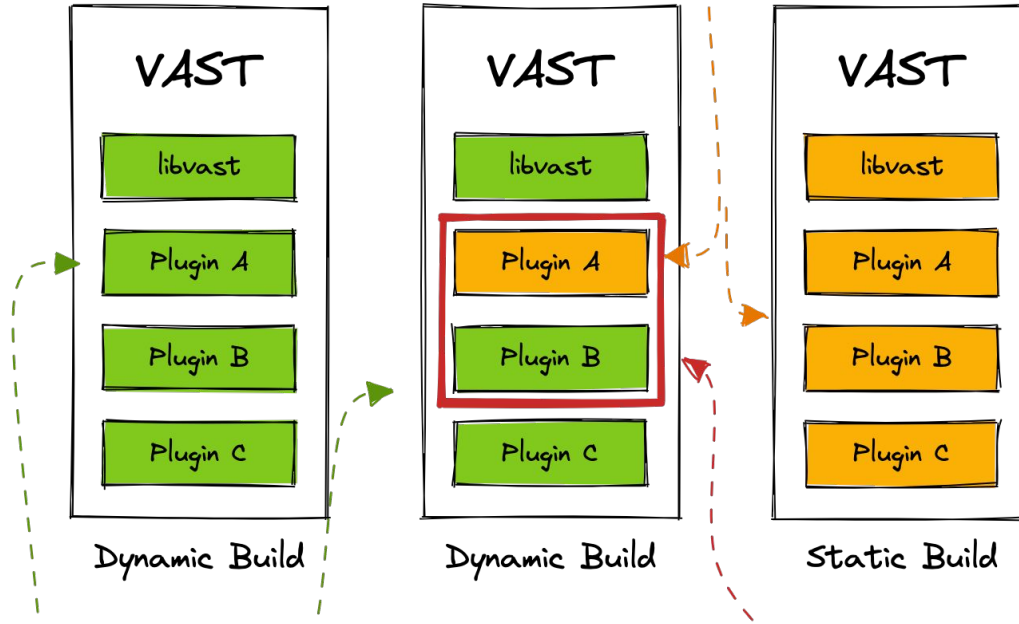 VAST
libvast
Plugin A
Plugin B
Plugin C
Dynamic Build
VAST
libvast
Plugin A
Plugin B
Plugin C
Dynamic Build
VAST
libvast
Plugin A
Plugin B
Plugin C
Static Build